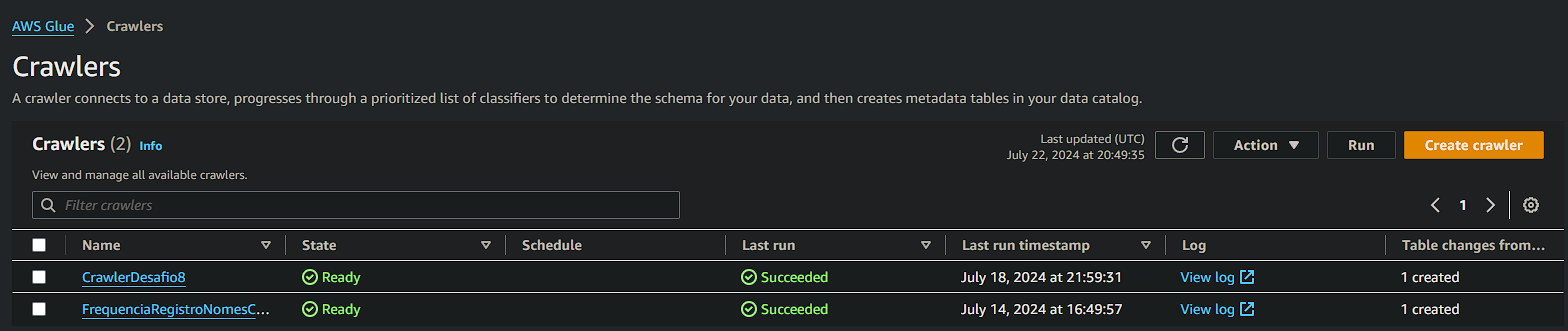 AWS Glue > Crawlers
Crawlers
A crawler connects to a data store, progresses through a prioritized list of classifiers to determine the schema for your data, and then creates metadata tables in your data catalog.
Crawlers (2) Info
Last updated (UTC)
July 22, 2024 at 20:49:35
Action
Run
Create crawler
View and manage all available crawlers.
Filter crawlers
1
Name State Schedule Last run Last run timestamp Log Table changes from...
CrawlerDesafio8 Ready Succeeded July 18, 2024 at 21:59:31 View log 1 created
FrequenciaRegistroNomesC... Ready Succeeded July 14, 2024 at 16:49:57 View log 1 created